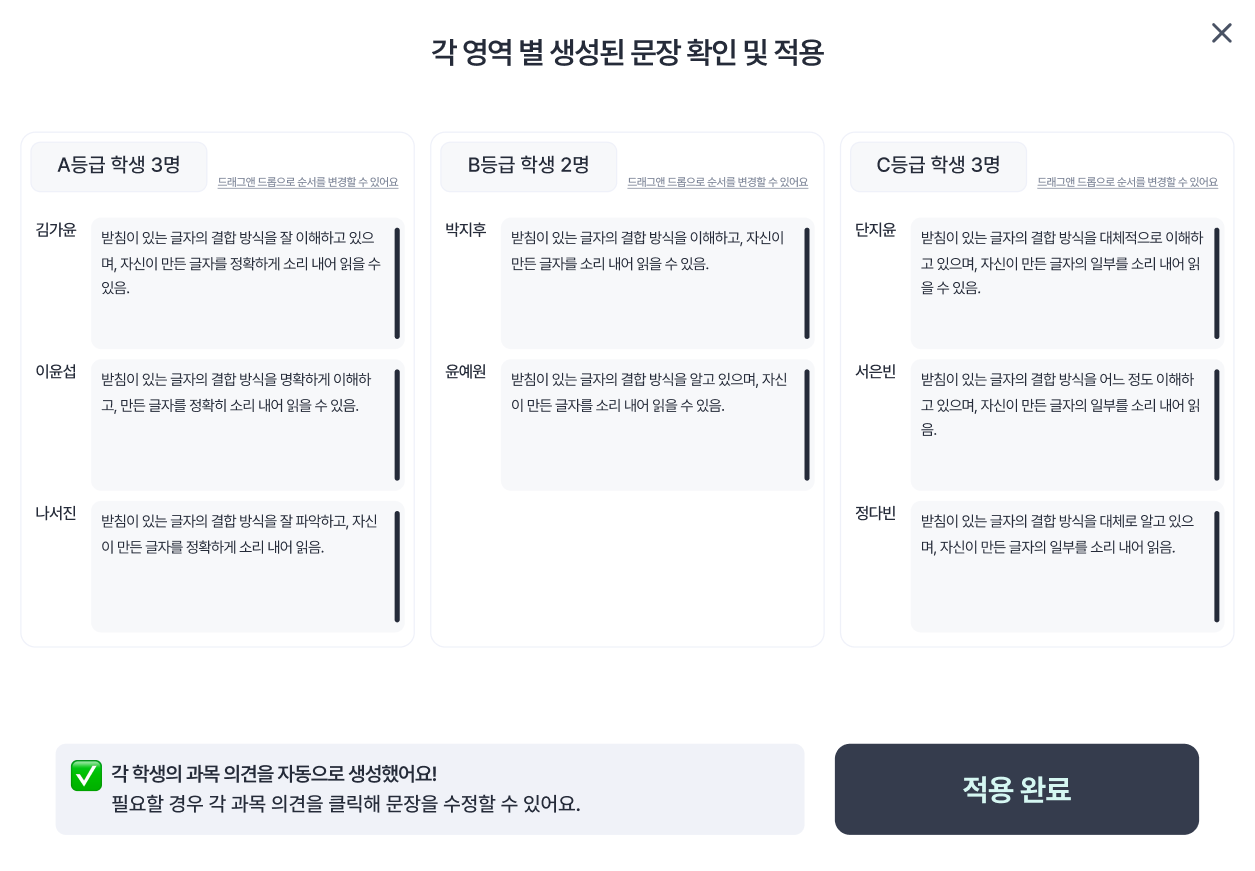 각 영역 별 생성된 문장 확인 및 적용
A등급 학생 3명
드래그앤 드롭으로 순서를 변경할 수 있어요
김가윤
받침이 있는 글자의 결합 방식을 잘 이해하고 있으
며, 자신이 만든 글자를 정확하게 소리 내어 읽을 수
있음.
이윤섭
받침이 있는 글자의 결합 방식을 명확하게 이해하
고, 만든 글자를 정확히 소리 내어 읽을 수 있음.
나서진
받침이 있는 글자의 결합 방식을 잘 파악하고, 자신
이 만든 글자를 정확하게 소리 내어 읽음.
B등급 학생 2명
드래그앤 드롭으로 순서를 변경할 수 있어요
박지후
받침이 있는 글자의 결합 방식을 이해하고, 자신이
만든 글자를 소리 내어 읽을 수 있음.
윤예원
받침이 있는 글자의 결합 방식을 알고 있으며, 자신
이 만든 글자를 소리 내어 읽을 수 있음.
C등급 학생 3명
드래그앤 드롭으로 순서를 변경할 수 있어요
단지윤
받침이 있는 글자의 결합 방식을 대체적으로 이해하
고 있으며, 자신이 만든 글자의 일부를 소리 내어 읽
을 수 있음.
서은빈
받침이 있는 글자의 결합 방식을 어느 정도 이해하
고 있으며, 자신이 만든 글자의 일부를 소리 내어 읽
음.
정다빈
받침이 있는 글자의 결합 방식을 대체로 알고 있으
며, 자신이 만든 글자의 일부를 소리 내어 읽음.
각 학생의 과목 의견을 자동으로 생성했어요!
필요할 경우 각 과목 의견을 클릭해 문장을 수정할 수 있어요.
적용 완료